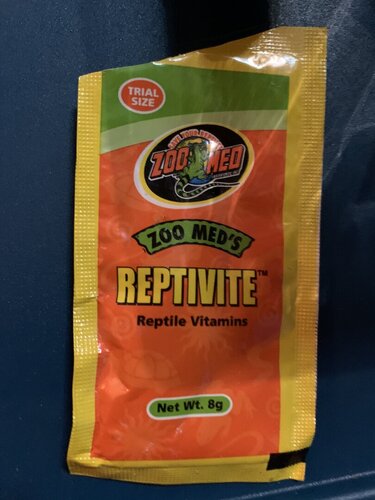 TRIAL
SIZE
ZOO MED
ZOO MED'S
REPTIVITE™
Reptile Vitamins
Net Wt. 8g